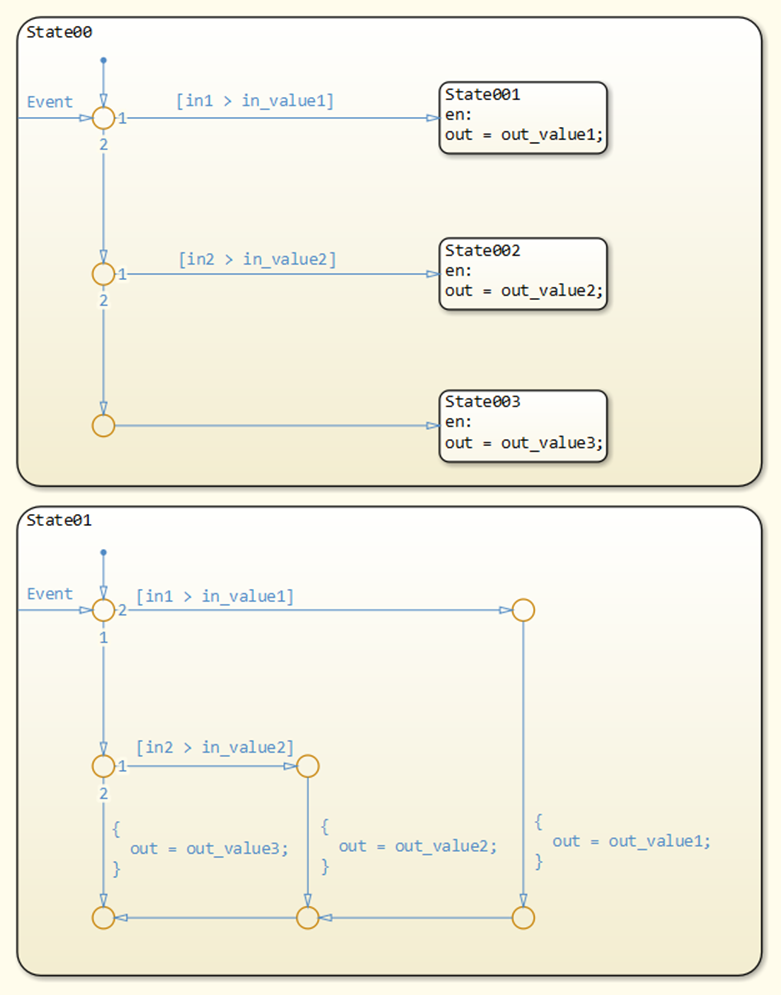 State00
Event
1
[in1 > in_value1]
State001
en:
out = out_value1;
2
1
[in2 > in_value2]
State002
en:
out = out_value2;
2
State003
en:
out = out_value3;
State01
Event
2
[in1 > in_value1]
1
1
[in2 > in_value2]
2
{
out = out_value3;
}
{
out = out_value2;
}
{
out = out_value1;
}